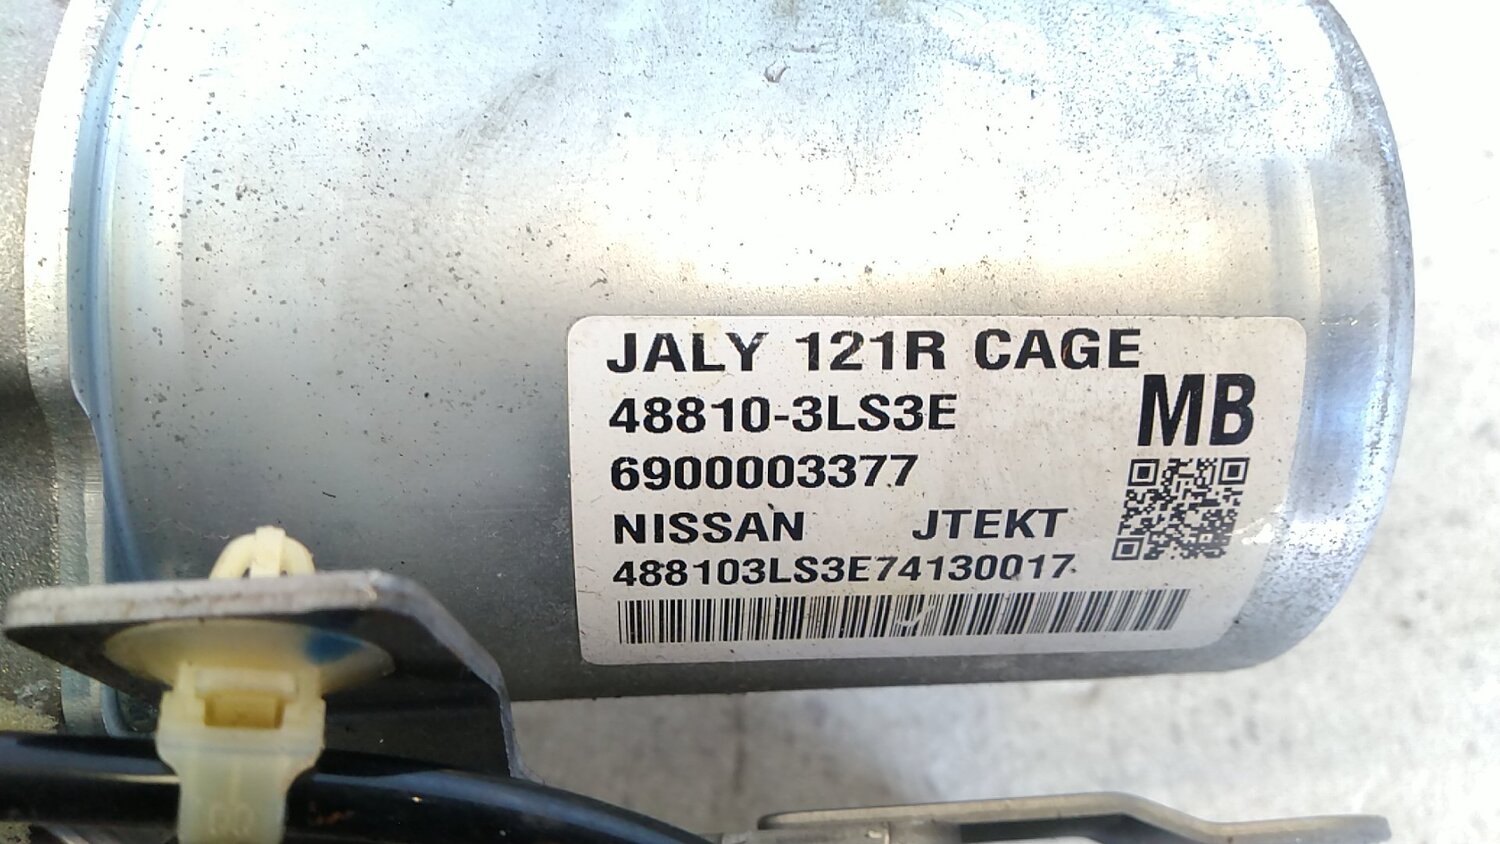 JALY 121R CAGE
48810-3LS3E
MB
6900003377
NISSAN JTEKT
488103LS3E74130017